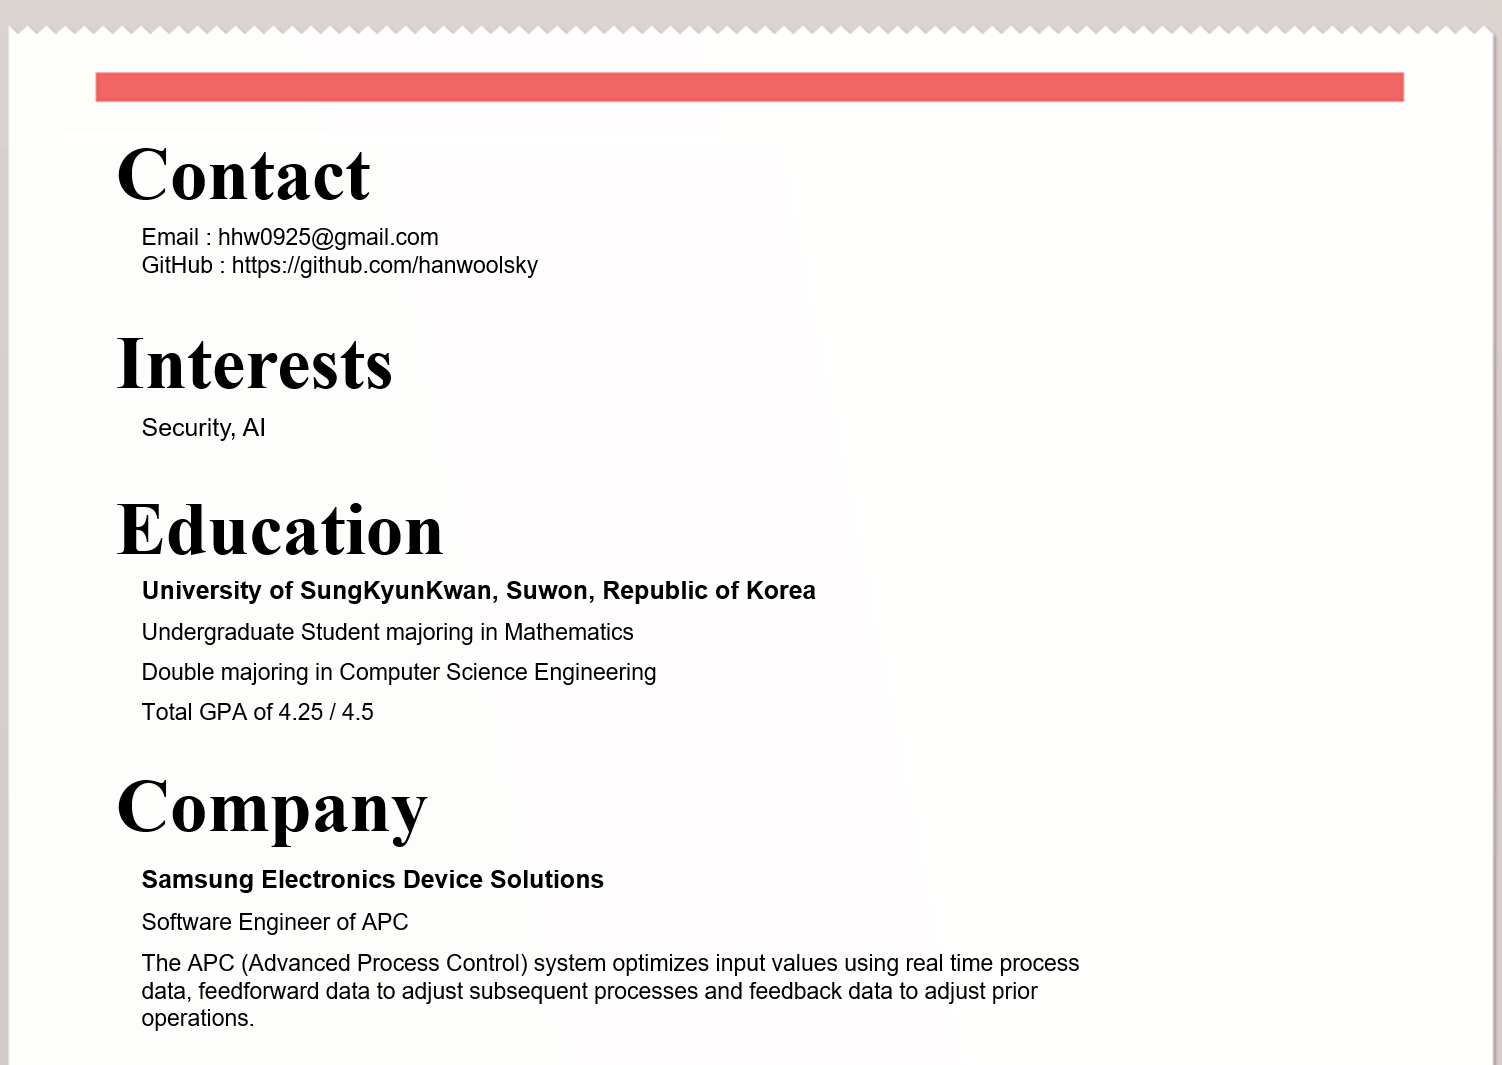 Contact
Email : hhw0925@gmail.com
GitHub : https://github.com/hanwoolsky
Interests
Security, AI
Education
University of SungKyunKwan, Suwon, Republic of Korea
Undergraduate Student majoring in Mathematics
Double majoring in Computer Science Engineering
Total GPA of 4.25 / 4.5
Company
Samsung Electronics Device Solutions
Software Engineer of APC
The APC (Advanced Process Control) system optimizes input values using real time process
data, feedforward data to adjust subsequent processes and feedback data to adjust prior
operations.